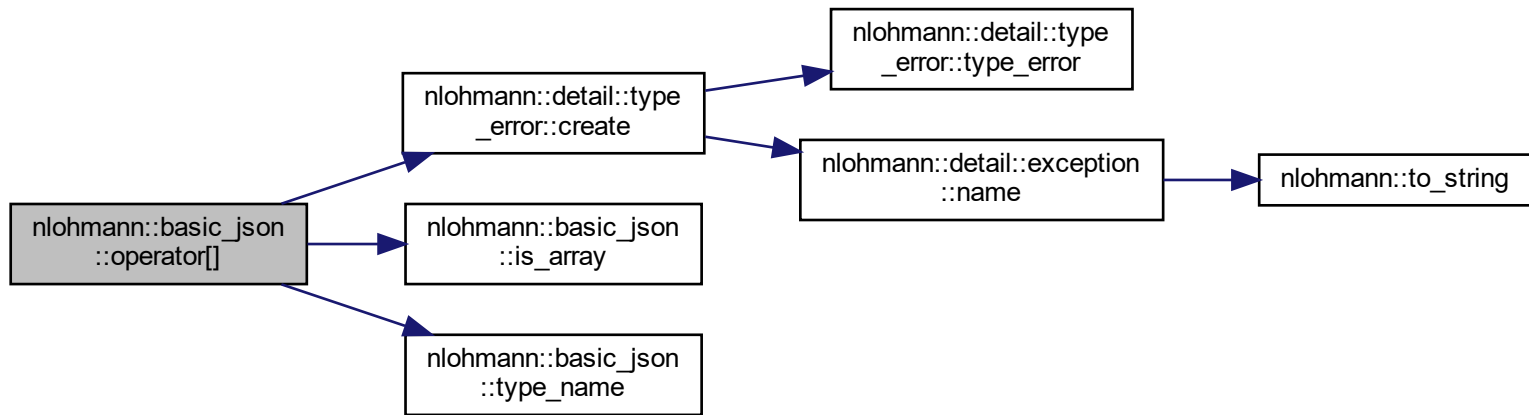 nlohmann::detail::type
_error::type_error
nlohmann::detail::type
_error::create
nlohmann::detail::exception
::name
nlohmann::to_string
nlohmann::basic_json
::operator[]
nlohmann::basic_json
::is_array
nlohmann::basic_json
::type_name